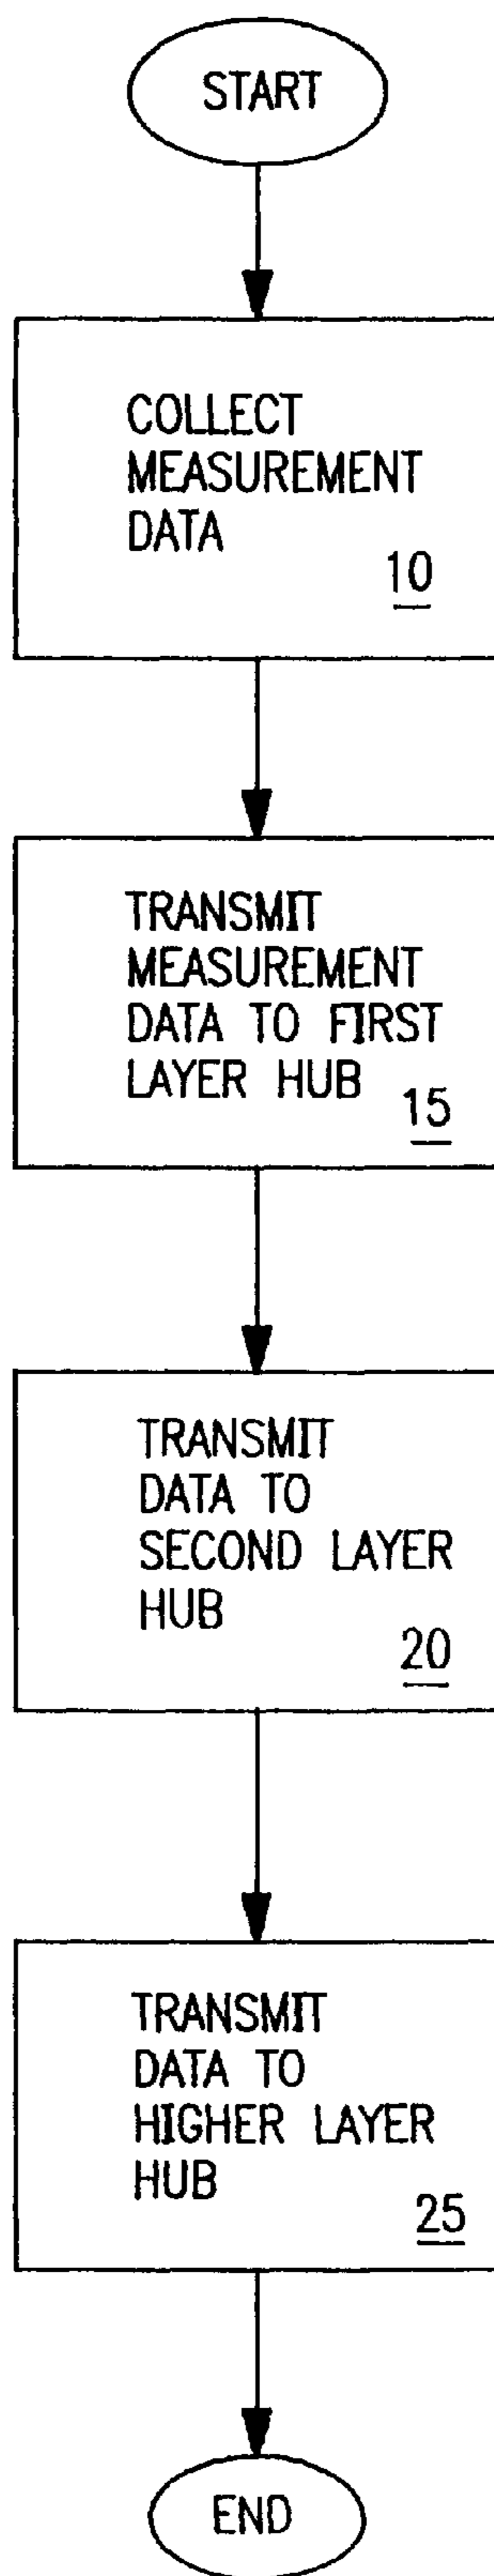 START
COLLECT
MEASUREMENT
DATA
10
TRANSMIT
MEASUREMENT
DATA TO FIRST
LAYER HUB
15
TRANSMIT
DATA TO
SECOND LAYER
HUB
20
TRANSMIT
DATA TO
HIGHER LAYER
HUB
25
END